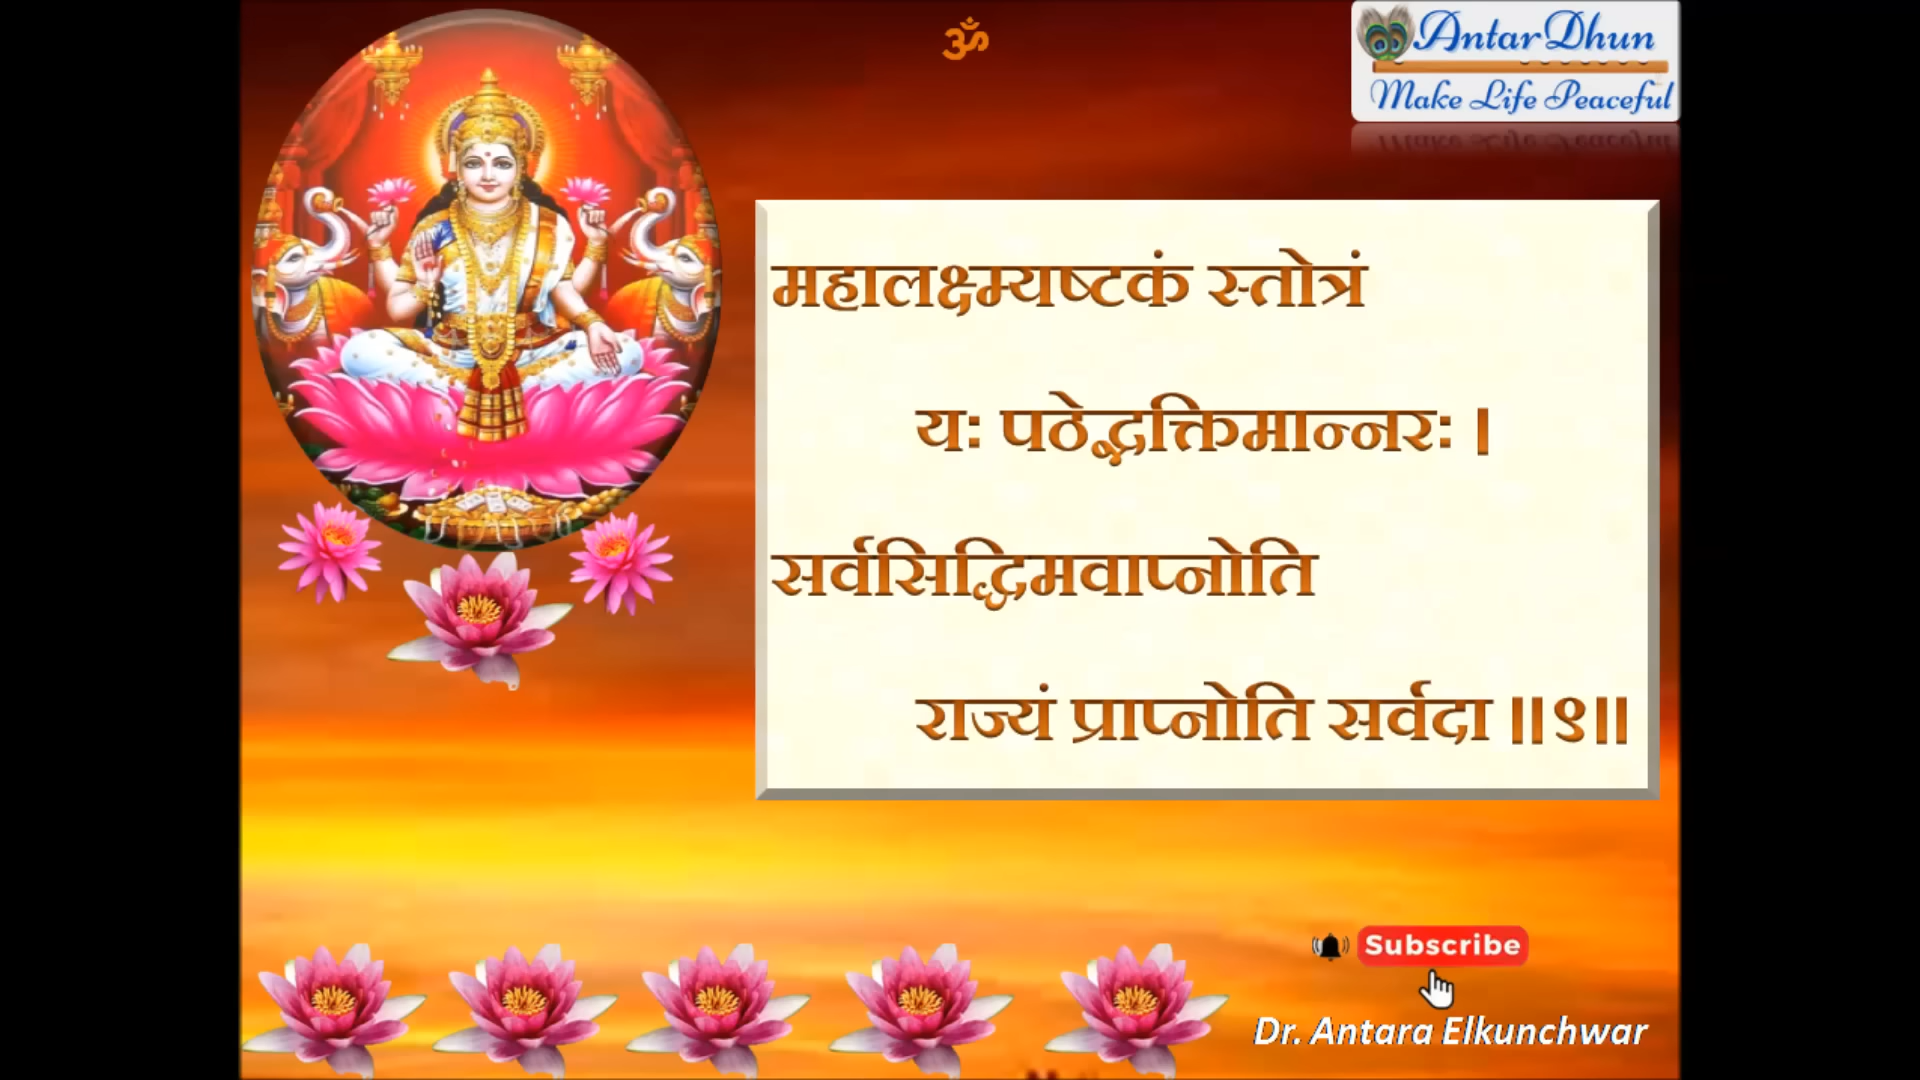 ॐ
AntarDhun
Make Life Peaceful
महालक्ष्म्यष्टकं स्तोत्रं
यः पठेद्भक्तिमान्नरः ।
सर्वसिद्धिमवाप्नोति
राज्यं प्राप्नोति सर्वदा ॥९॥
Subscribe
Dr. Antara Elkunchwar